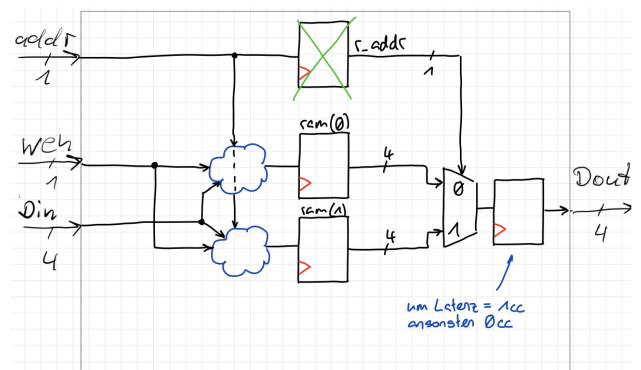 addr
1
r_addr
1
wen
1
Din
4
ram(0)
4
ram(1)
4
0
1
Dout
4
um Latenz = 1cc
ansonsten 0cc